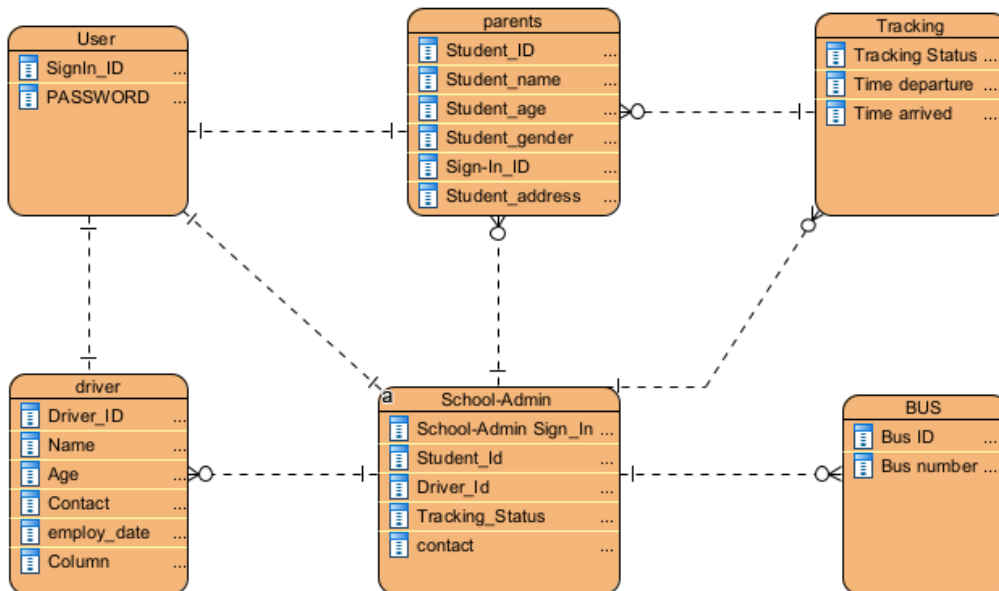 User
SignIn_ID ...
PASSWORD ...
parents
Student_ID ...
Student_name ...
Student_age ...
Student_gender ...
Sign-In_ID ...
Student_address ...
Tracking
Tracking Status ...
Time departure ...
Time arrived ...
driver
Driver_ID ...
Name ...
Age ...
Contact ...
employ_date ...
Column ...
a
School-Admin
School-Admin Sign_In ...
Student_Id ...
Driver_Id ...
Tracking_Status ...
contact ...
BUS
Bus ID ...
Bus number ...